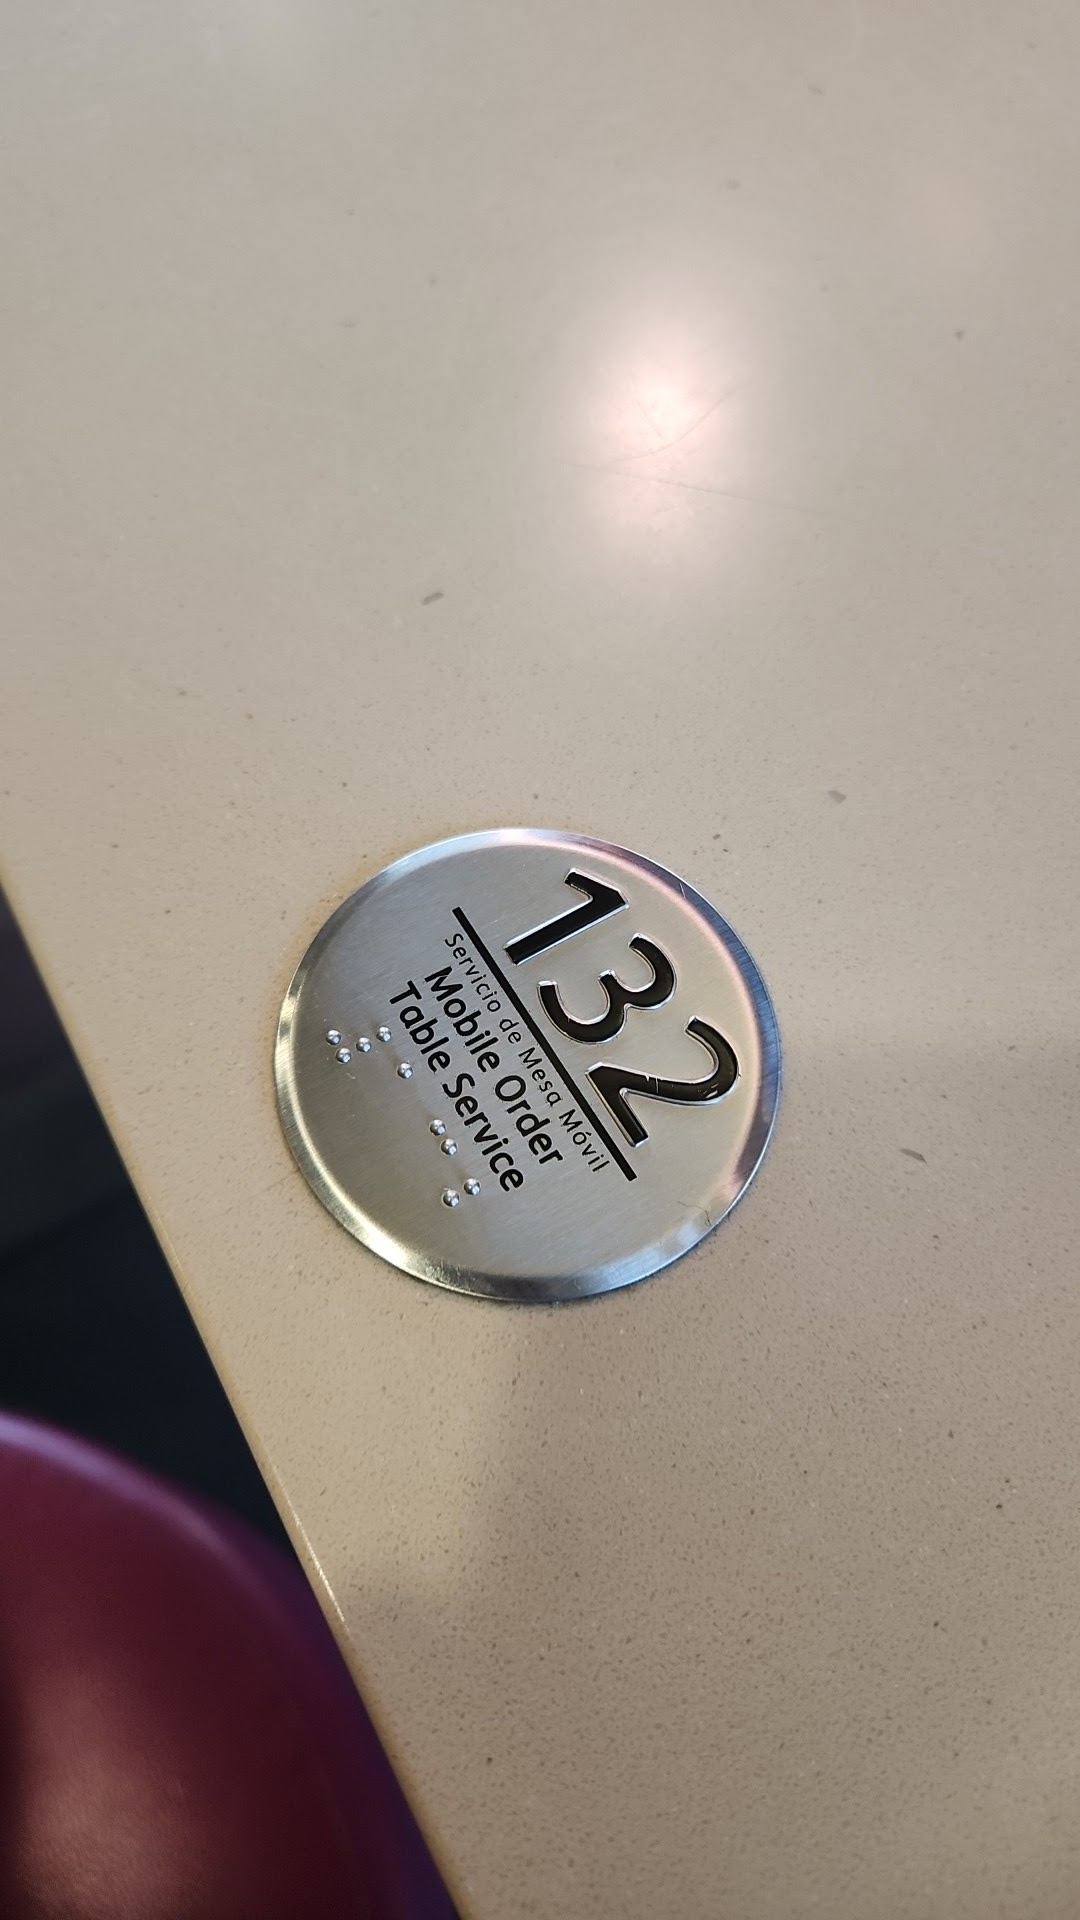 132
Servicio de Mesa Móvil
Mobile Order
Table Service
⠼⠁⠉⠃